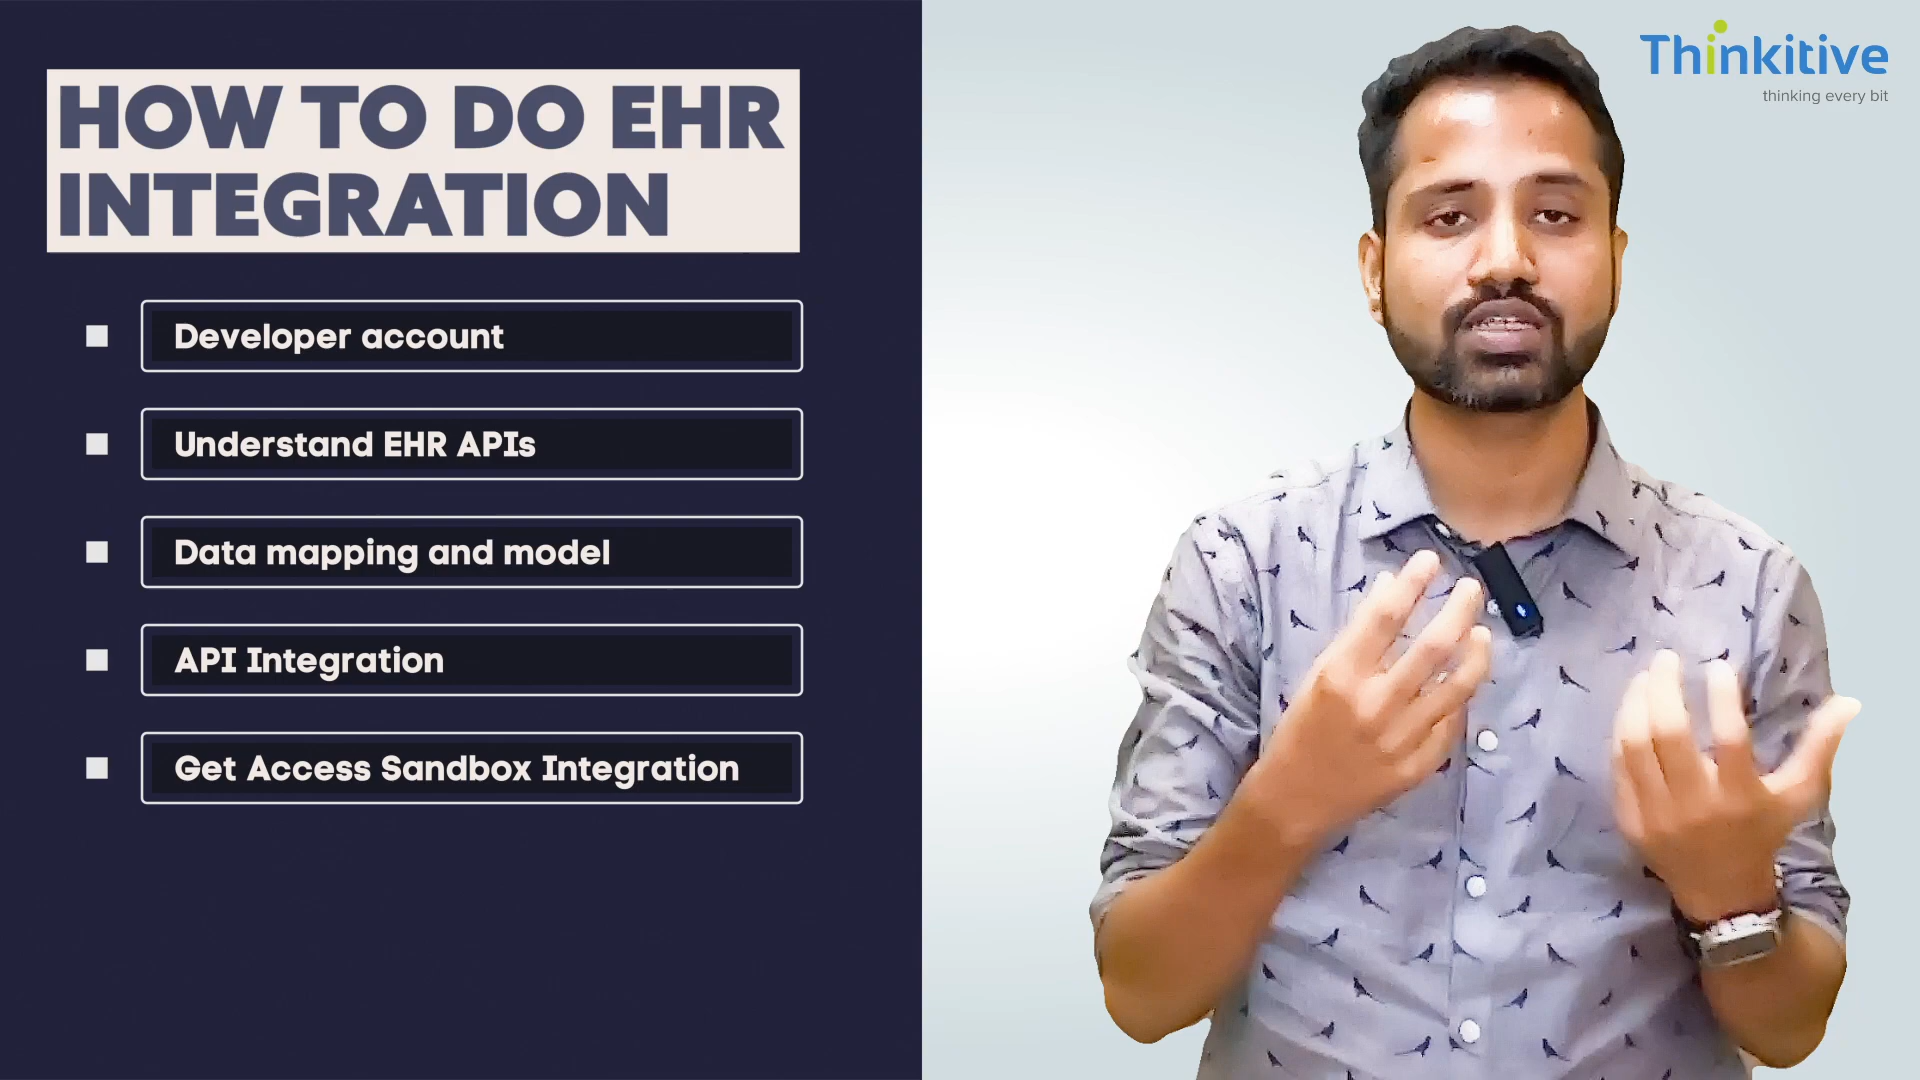 HOW TO DO EHR
INTEGRATION
Developer account
Understand EHR APIs
Data mapping and model
API Integration
Get Access Sandbox Integration
Thinkitive
thinking every bit